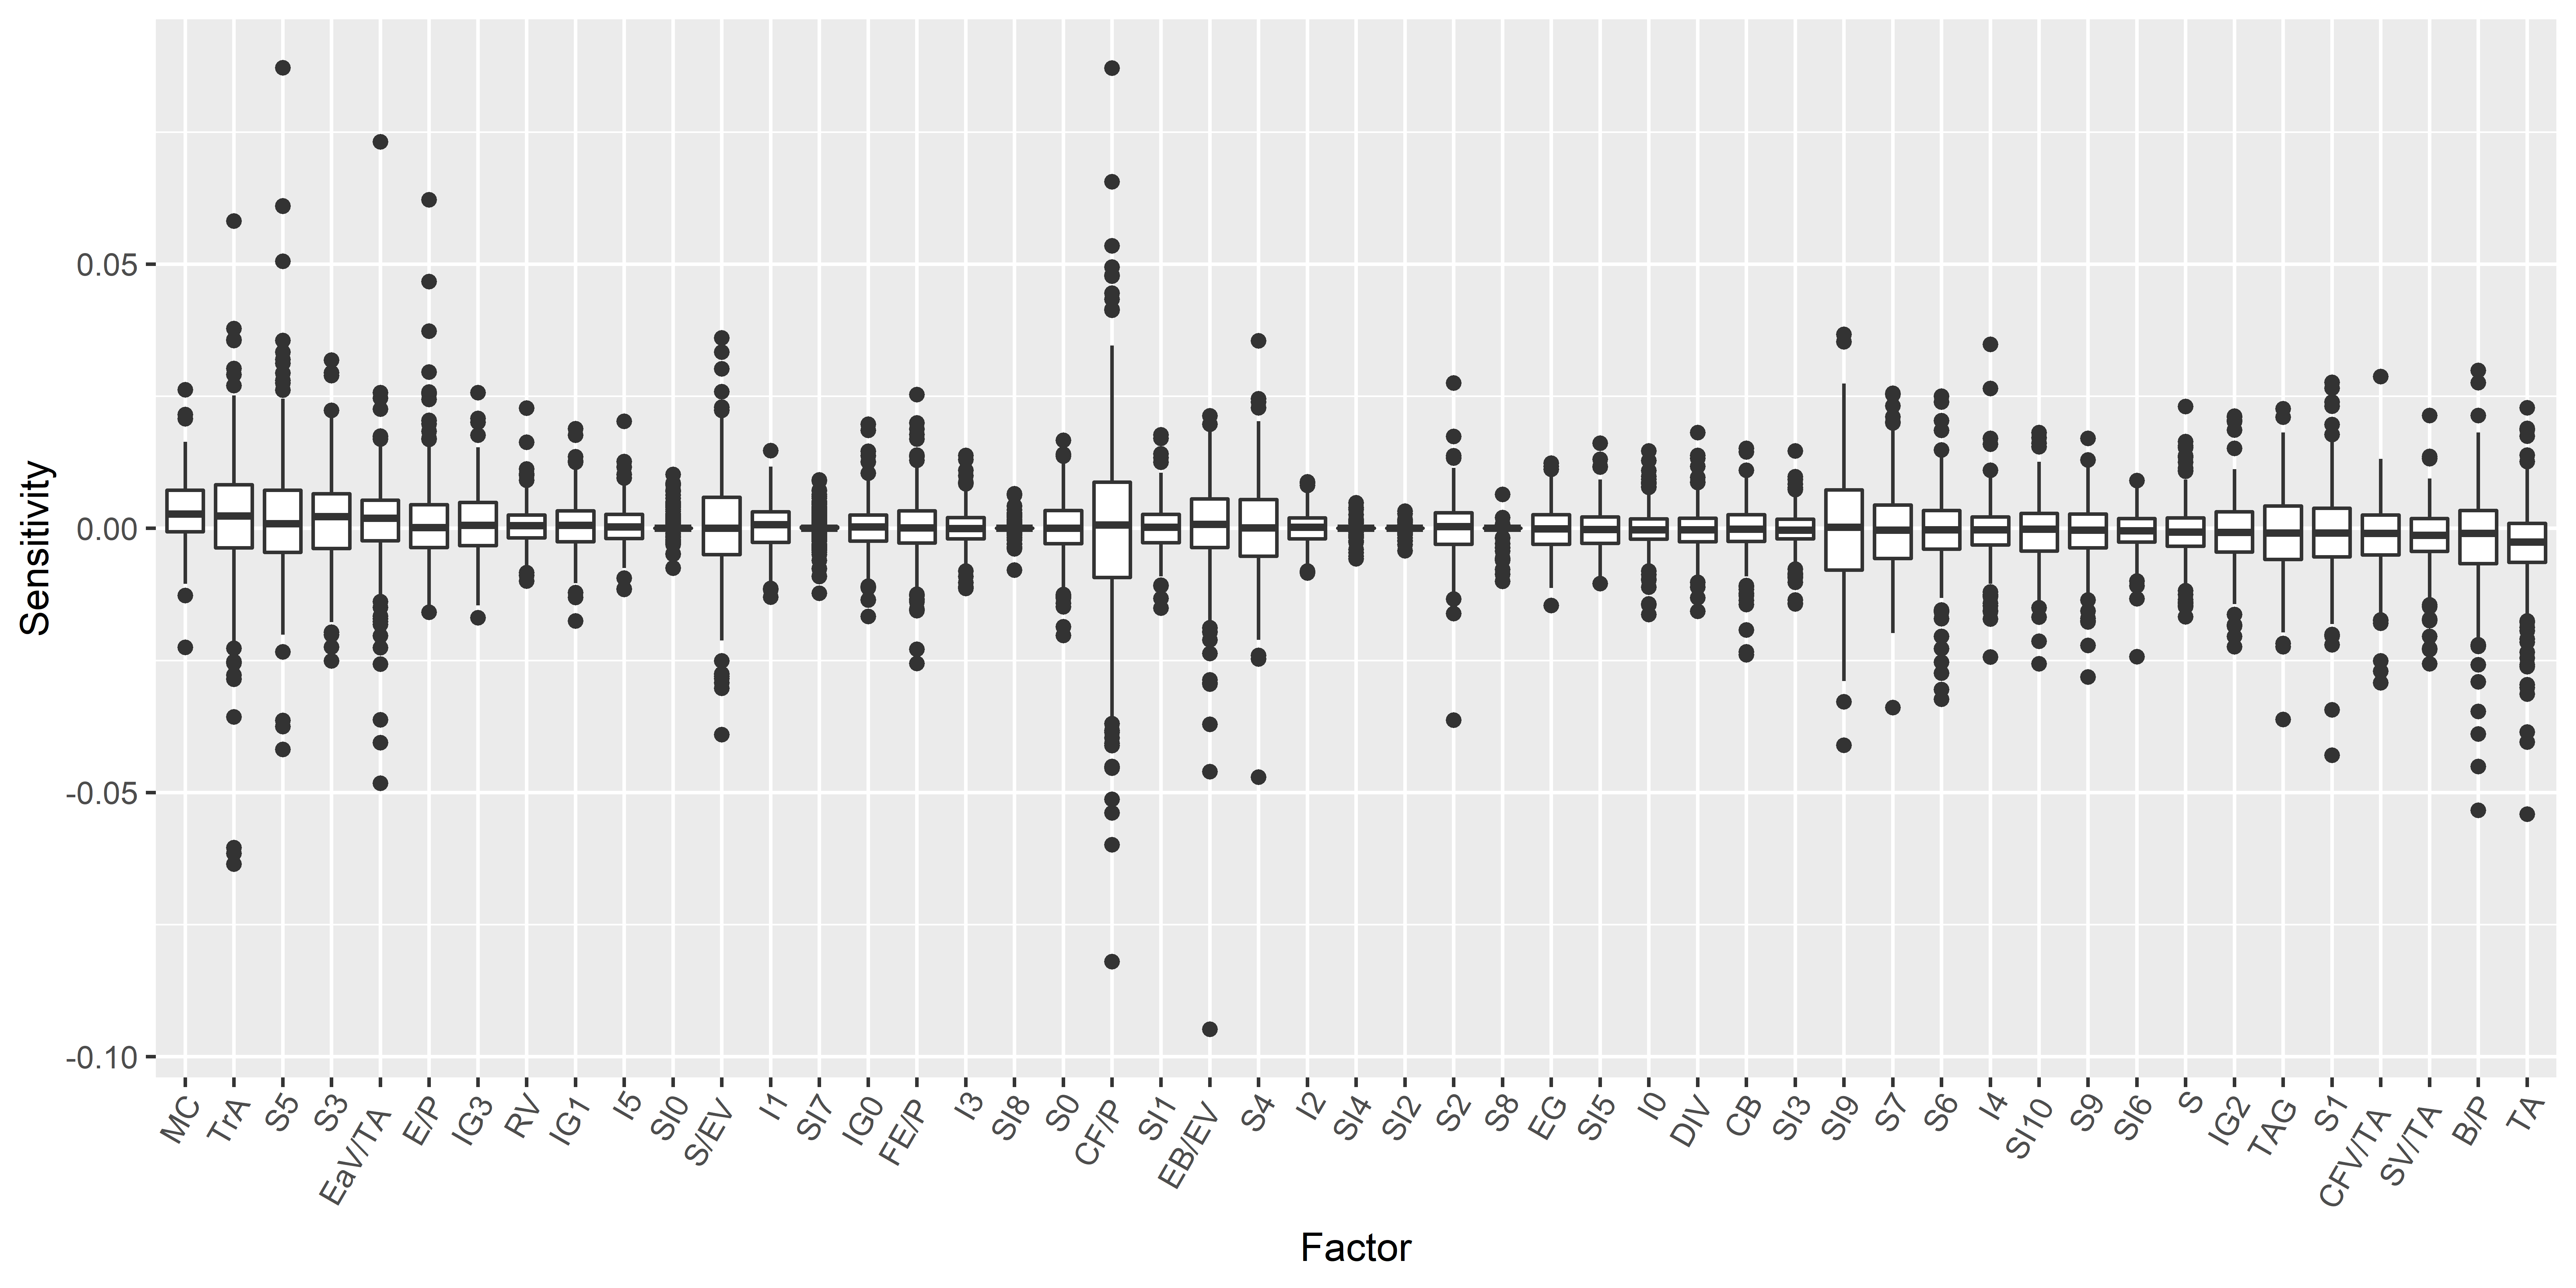 Sensitivity
0.05
0.00
-0.05
-0.10
MC
TrA
S5
S3
EaV/TA
E/P
IG3
RV
IG1
I5
SI0
S/EV
I1
SI7
IG0
FE/P
I3
SI8
S0
CF/P
SI1
EB/EV
S4
I2
SI4
SI2
S2
S8
EG
SI5
I0
DIV
CB
SI3
SI9
S7
S6
I4
SI10
S9
SI6
S
IG2
TAG
S1
CFV/TA
SV/TA
B/P
TA
Factor